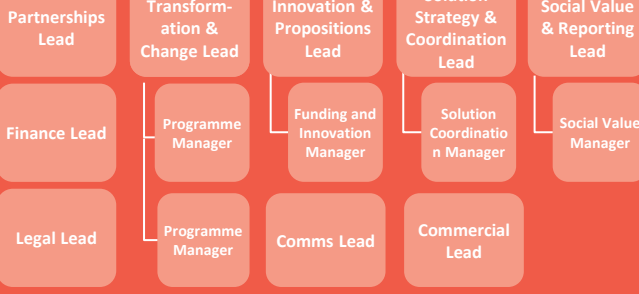 Partnerships
Lead
Transform-
ation &
Change Lead
Innovation &
Propositions
Lead
Solution
Strategy &
Coordination
Lead
Social Value
& Reporting
Lead
Finance Lead
Programme
Manager
Funding and
Innovation
Manager
Solution
Coordinatio
n Manager
Social Value
Manager
Legal Lead
Programme
Manager
Comms Lead
Commercial
Lead